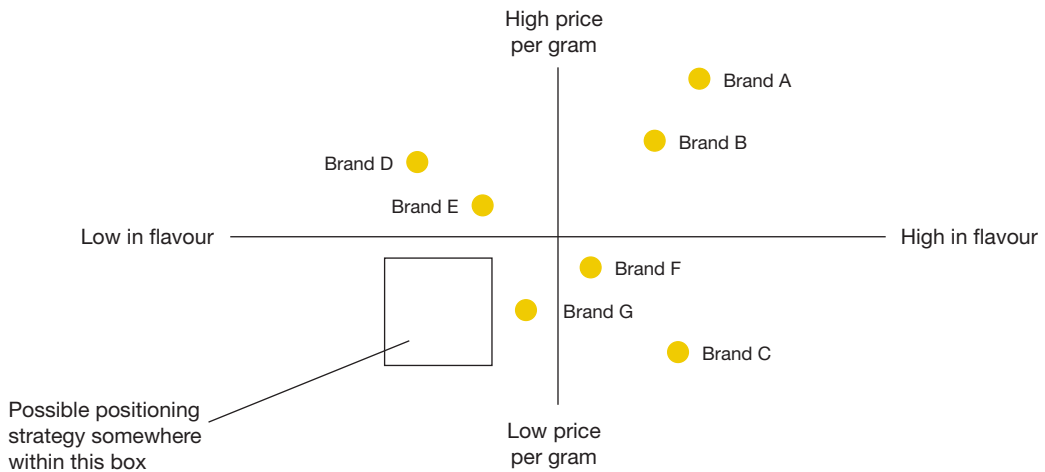 High price
per gram
Brand A
Brand B
Brand D
Brand E
Low in flavour
High in flavour
Brand F
Brand G
Brand C
Possible positioning
strategy somewhere
within this box
Low price
per gram